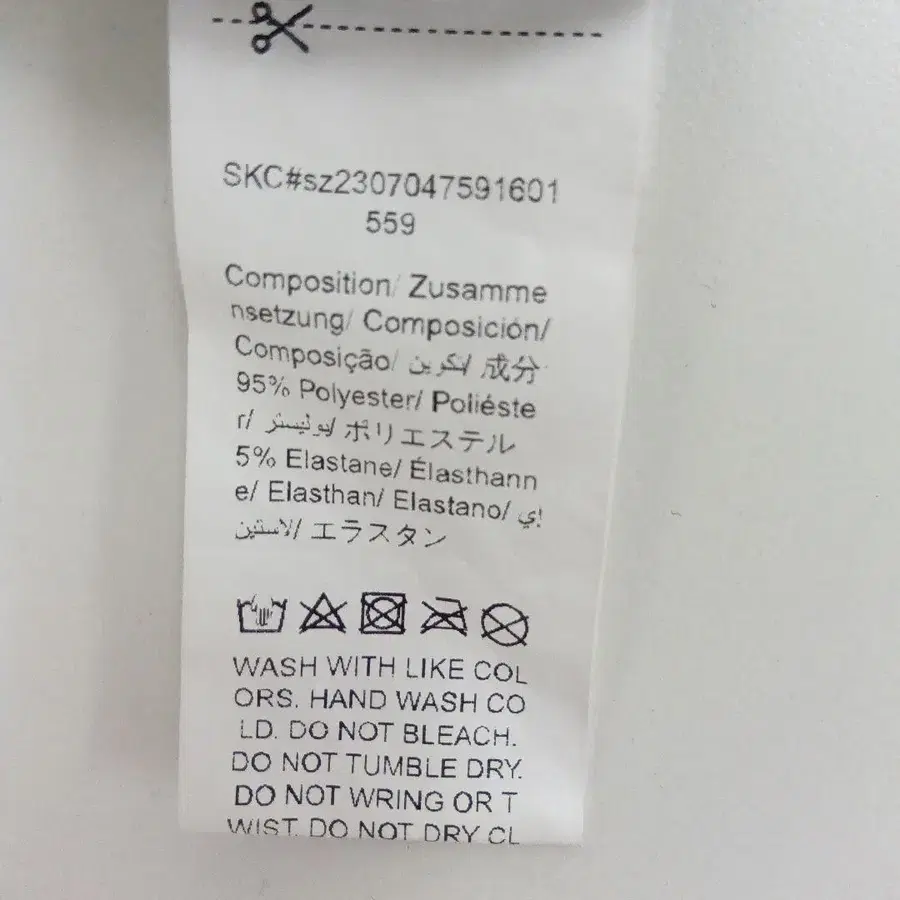 SKC#sz2307047591601
559
Composition/ Zusamme
nsetzung/ Composición/
Composição/ تكوين/ 成分
95% Polyester/ Poliéste
r/ بوليستر/ ポリエステル
5% Elastane/ Élasthann
e/ Elasthan/ Elastano/ إي
لاستين/ エラスタン
WASH WITH LIKE COL
ORS. HAND WASH CO
LD. DO NOT BLEACH.
DO NOT TUMBLE DRY.
DO NOT WRING OR T
WIST. DO NOT DRY CL